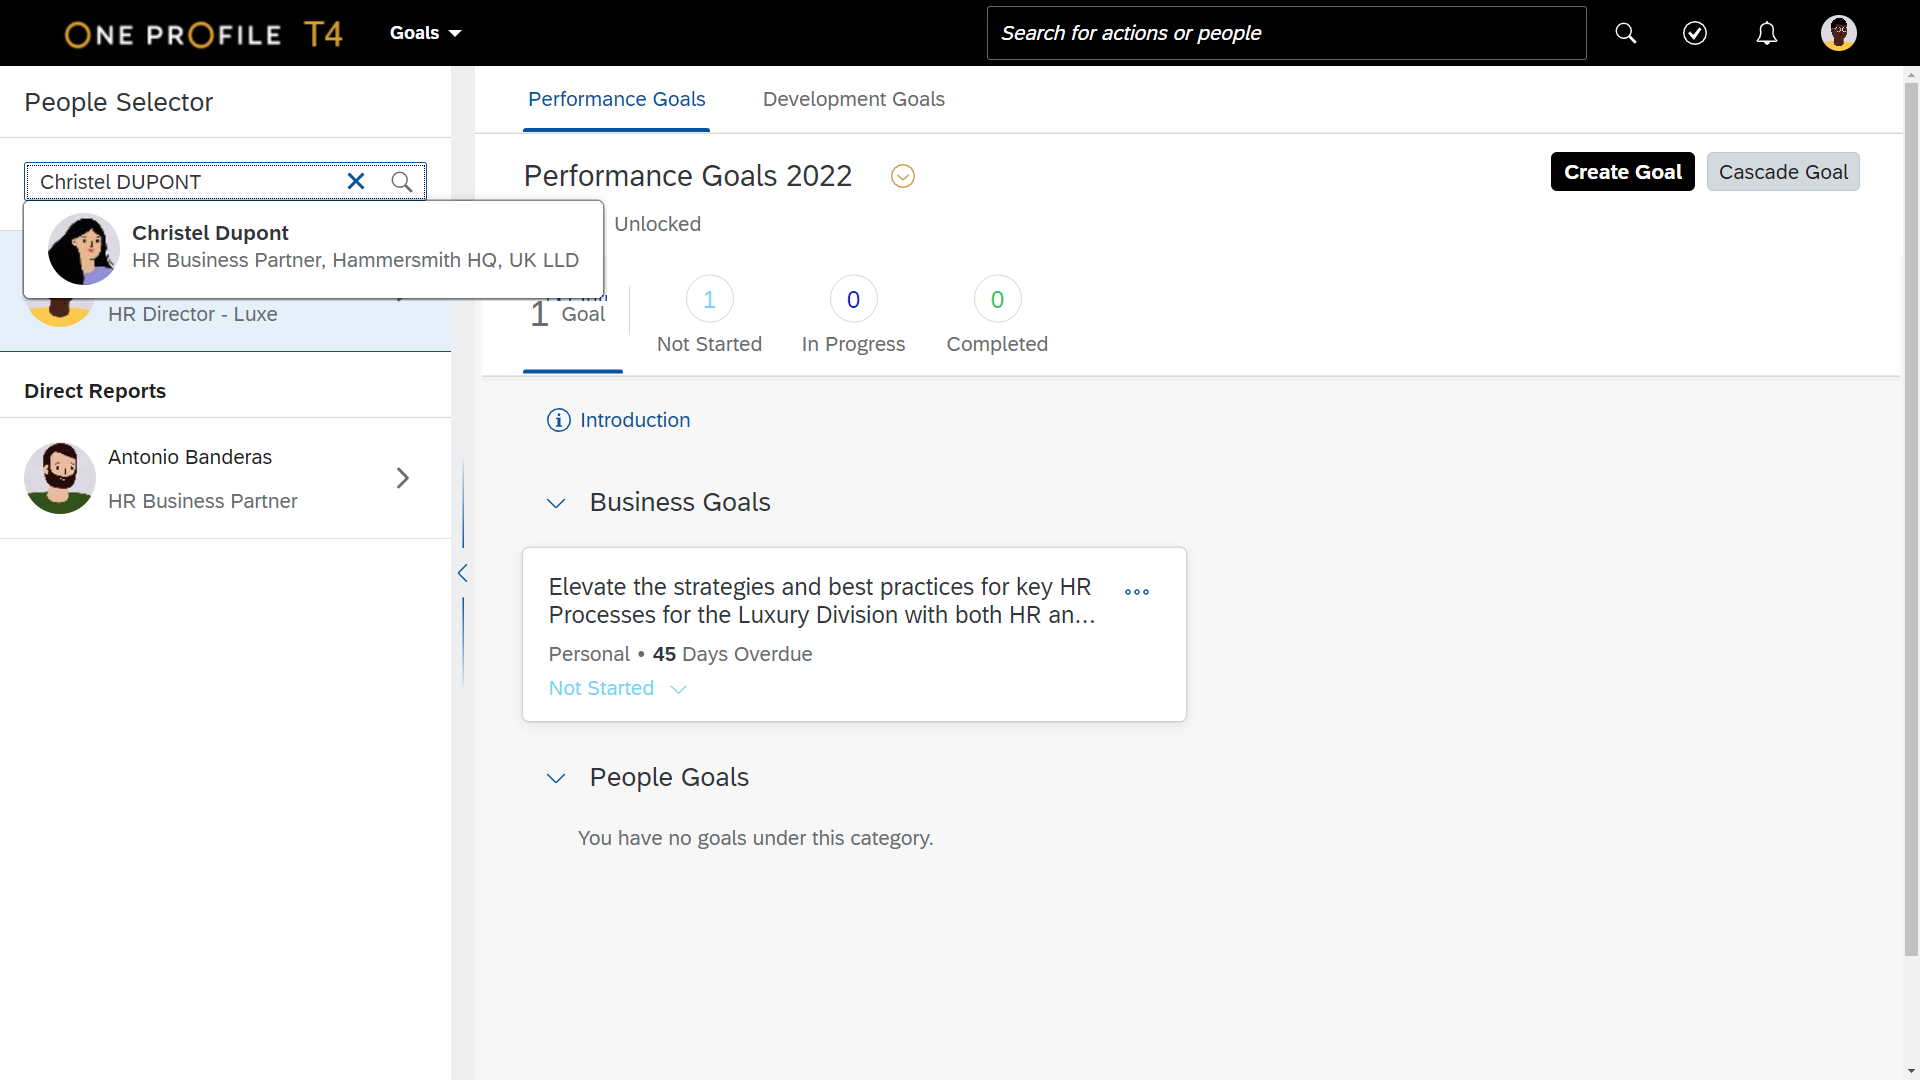 ONE PROFILE T4
Goals
Search for actions or people
People Selector
Christel DUPONT
Christel Dupont
HR Business Partner, Hammersmith HQ, UK LLD
HR Director - Luxe
Direct Reports
Antonio Banderas
HR Business Partner
Performance Goals
Development Goals
Performance Goals 2022
Create Goal
Cascade Goal
Unlocked
1
Goal
1
Not Started
0
In Progress
0
Completed
Introduction
Business Goals
Elevate the strategies and best practices for key HR
Processes for the Luxury Division with both HR an...
Personal • 45 Days Overdue
Not Started
People Goals
You have no goals under this category.